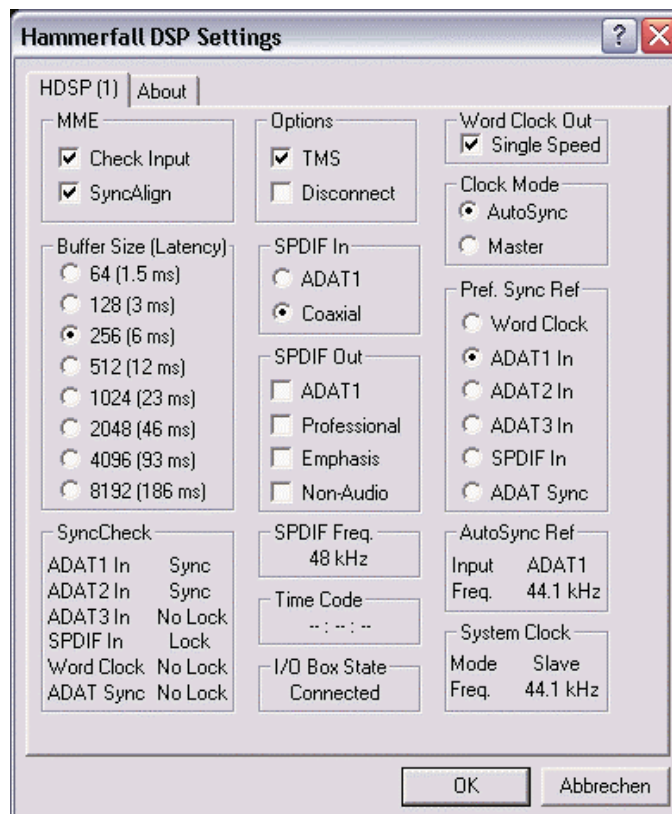 Hammerfall DSP Settings
HDSP (1)
About
MME
Check Input
SyncAlign
Buffer Size (Latency)
64 (1.5 ms)
128 (3 ms)
256 (6 ms)
512 (12 ms)
1024 (23 ms)
2048 (46 ms)
4096 (93 ms)
8192 (186 ms)
SyncCheck
ADAT1 In Sync
ADAT2 In Sync
ADAT3 In No Lock
SPDIF In Lock
Word Clock No Lock
ADAT Sync No Lock
Options
TMS
Disconnect
SPDIF In
ADAT1
Coaxial
SPDIF Out
ADAT1
Professional
Emphasis
Non-Audio
SPDIF Freq.
48 kHz
Time Code
-- : -- : --
I/O Box State
Connected
Word Clock Out
Single Speed
Clock Mode
AutoSync
Master
Pref. Sync Ref
Word Clock
ADAT1 In
ADAT2 In
ADAT3 In
SPDIF In
ADAT Sync
AutoSync Ref
Input ADAT1
Freq. 44.1 kHz
System Clock
Mode Slave
Freq. 44.1 kHz
OK
Abbrechen